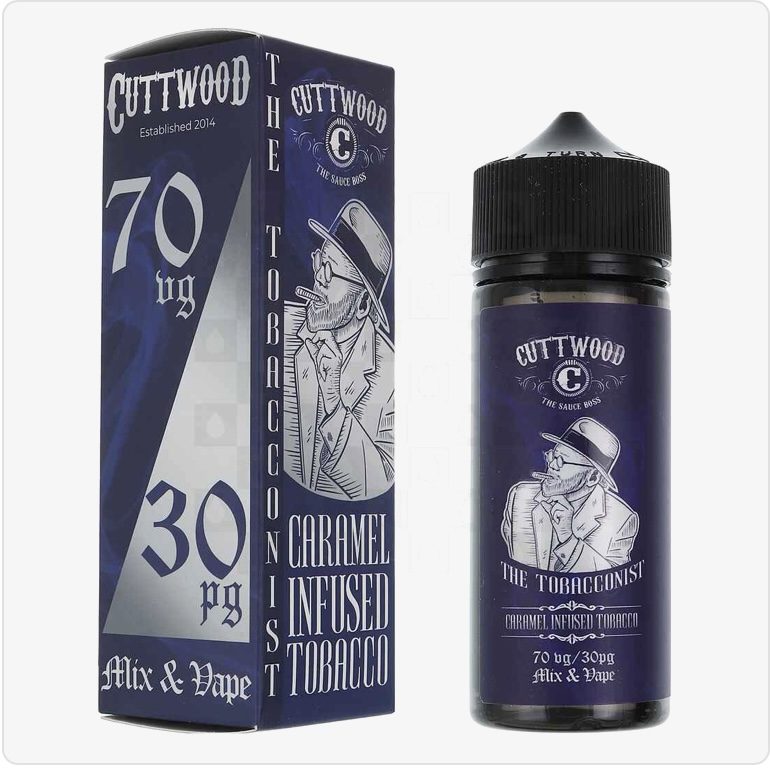 CUTTWOOD
Established 2014
70
vg
30
pg
Mix & Vape
THE TOBACCONIST
CUTTWOOD
C
THE SAUCE BOSS
CARAMEL
INFUSED
TOBACCO
TURN
CUTTWOOD
C
THE SAUCE BOSS
THE TOBACCONIST
CARAMEL INFUSED TOBACCO
70 vg/30pg
Mix & Vape